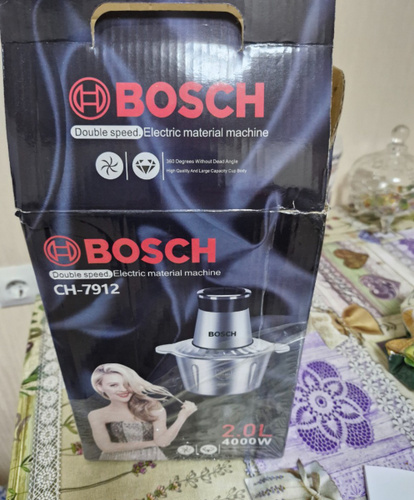 BOSCH
Double speed. Electric material machine
360 Degrees Without Dead Angle
High Quality And Large Capacity Cup Body
BOSCH
Double speed. Electric material machine
CH-7912
BOSCH
2.0L
4000W